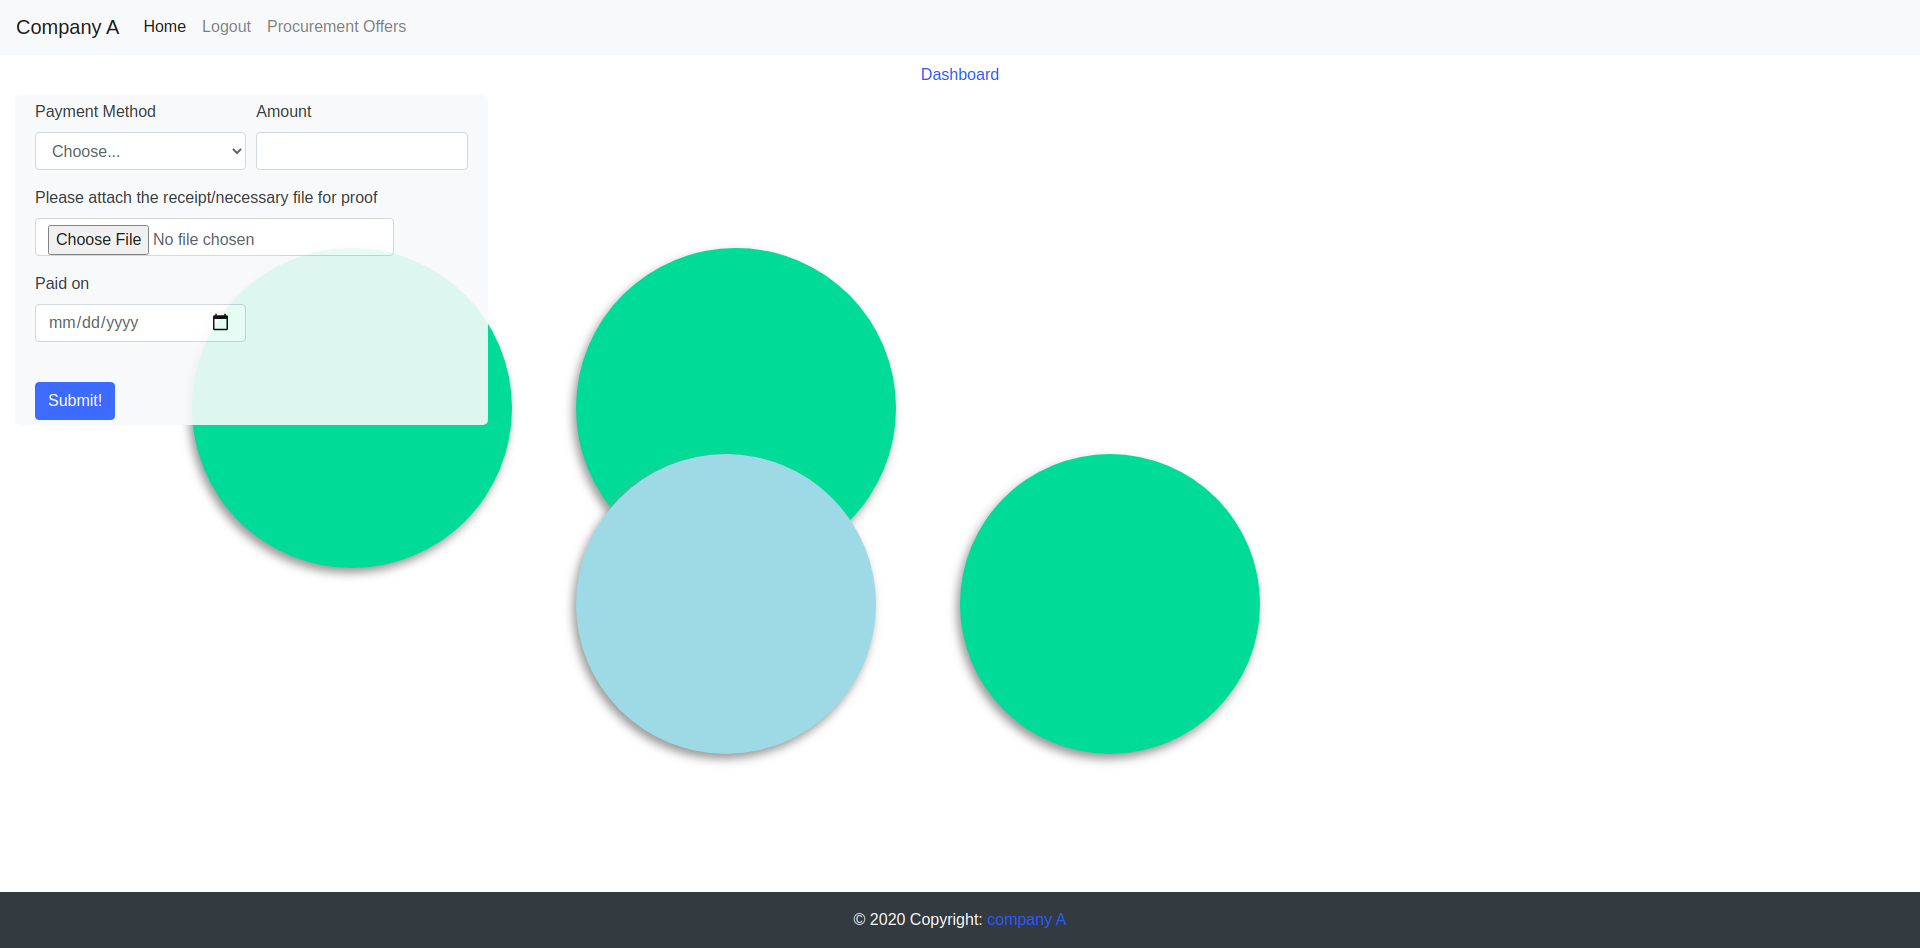 Company A Home Logout Procurement Offers
Dashboard
Payment Method Amount
Choose...
Please attach the receipt/necessary file for proof
Choose File No file chosen
Paid on
mm/dd/yyyy
Submit!
© 2020 Copyright: company A